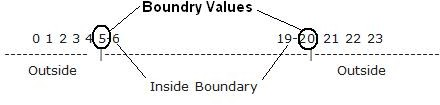 Boundry Values
0 1 2 3 4 5-6 19-20 21 22 23
Outside Inside Boundary Outside